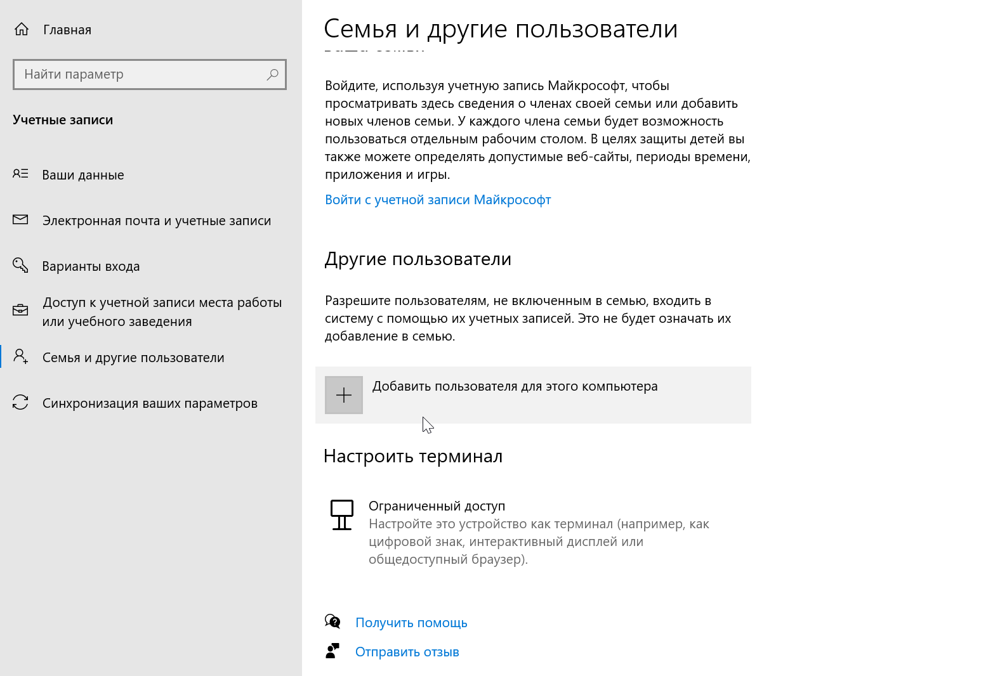 Главная
Найти параметр
Учетные записи
Ваши данные
Электронная почта и учетные записи
Варианты входа
Доступ к учетной записи места работы
или учебного заведения
Семья и другие пользователи
Синхронизация ваших параметров
Семья и другие пользователи
Войдите, используя учетную запись Майкрософт, чтобы
просматривать здесь сведения о членах своей семьи или добавить
новых членов семьи. У каждого члена семьи будет возможность
пользоваться отдельным рабочим столом. В целях защиты детей вы
также можете определять допустимые веб-сайты, периоды времени,
приложения и игры.
Войти с учетной записи Майкрософт
Другие пользователи
Разрешите пользователям, не включенным в семью, входить в
систему с помощью их учетных записей. Это не будет означать их
добавление в семью.
Добавить пользователя для этого компьютера
Настроить терминал
Ограниченный доступ
Настройте это устройство как терминал (например, как
цифровой знак, интерактивный дисплей или
общедоступный браузер).
Получить помощь
Отправить отзыв